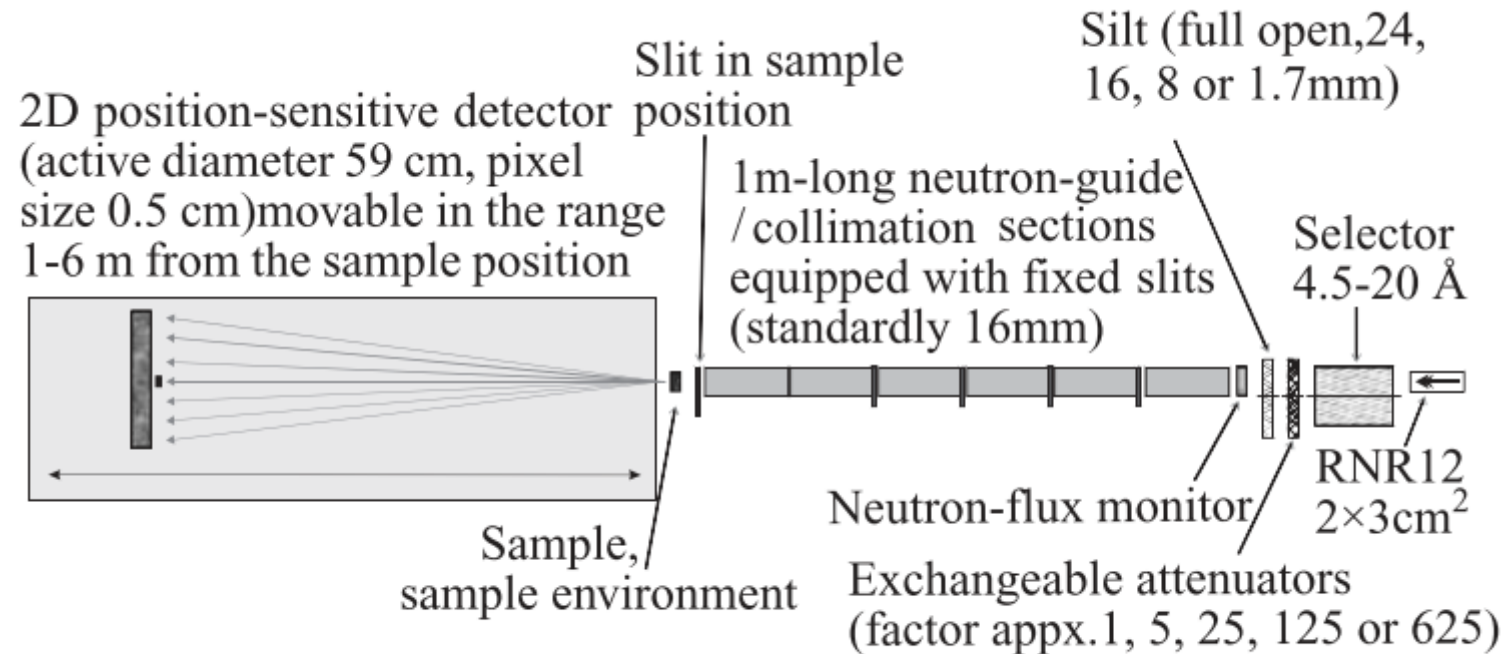 2D position-sensitive detector
(active diameter 59 cm, pixel
size 0.5 cm)movable in the range
1-6 m from the sample position
Slit in sample
position
1m-long neutron-guide
/ collimation sections
equipped with fixed slits
(standardly 16mm)
Silt (full open,24,
16, 8 or 1.7mm)
Selector
4.5-20 Å
RNR12
2×3cm²
Neutron-flux monitor
Sample,
sample environment
Exchangeable attenuators
(factor appx.1, 5, 25, 125 or 625)